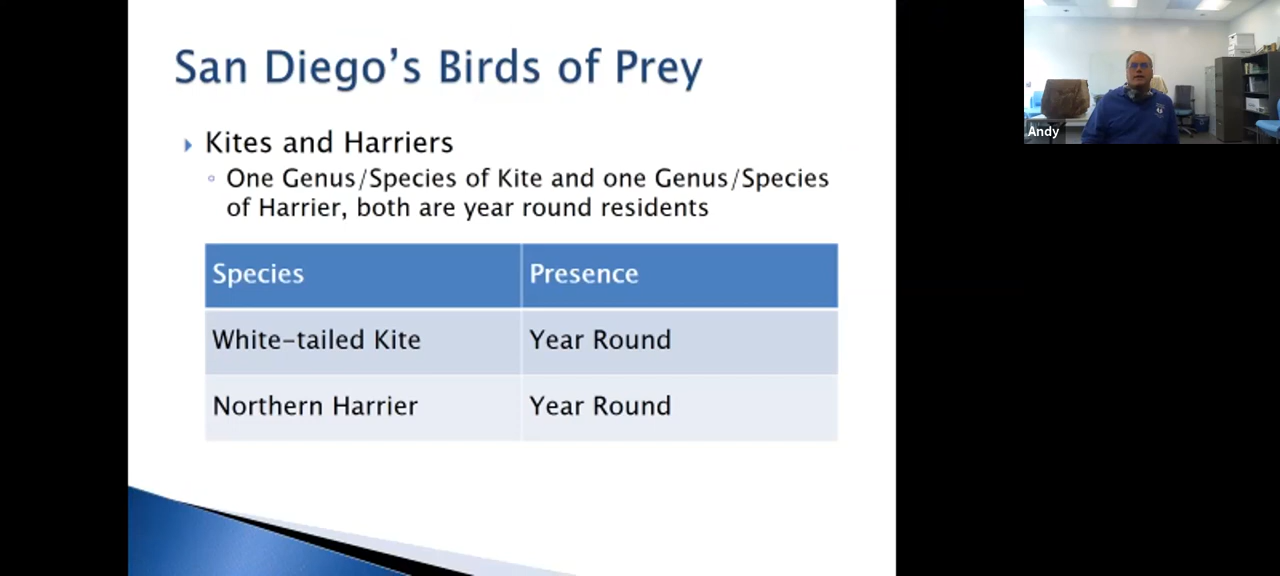 San Diego's Birds of Prey
Kites and Harriers
One Genus/Species of Kite and one Genus/Species
of Harrier, both are year round residents
Species Presence
White-tailed Kite Year Round
Northern Harrier Year Round
Andy